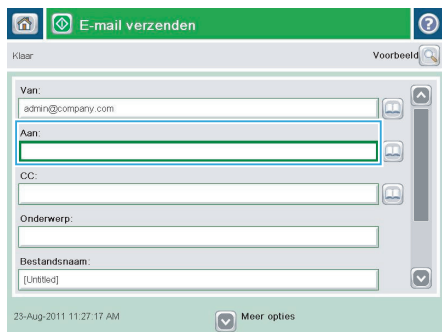 E-mail verzenden
Klaar
Voorbeeld
Van:
admin@company.com
Aan:
CC:
Onderwerp:
Bestandsnaam:
[Untitled]
23-Aug-2011 11:27:17 AM
Meer opties